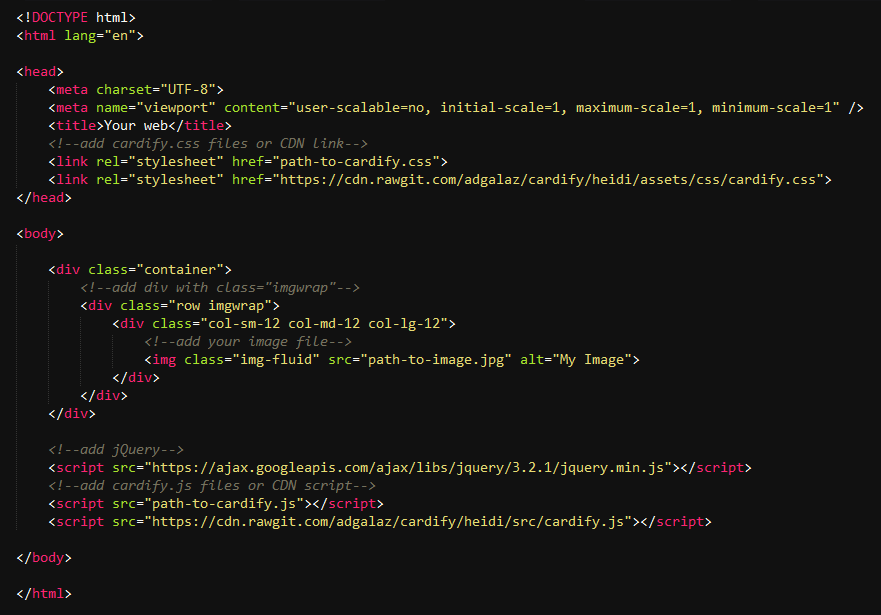 <!DOCTYPE html>
<html lang="en">
<head>
<meta charset="UTF-8">
<meta name="viewport" content="user-scalable=no, initial-scale=1, maximum-scale=1, minimum-scale=1" />
<title>Your web</title>
<!--add cardify.css files or CDN link-->
<link rel="stylesheet" href="path-to-cardify.css">
<link rel="stylesheet" href="https://cdn.rawgit.com/adgalaz/cardify/heidi/assets/css/cardify.css">
</head>
<body>
<div class="container">
<!--add div with class="imgwrap"-->
<div class="row imgwrap">
<div class="col-sm-12 col-md-12 col-lg-12">
<!--add your image file-->
<img class="img-fluid" src="path-to-image.jpg" alt="My Image">
</div>
</div>
</div>
<!--add jQuery-->
<script src="https://ajax.googleapis.com/ajax/libs/jquery/3.2.1/jquery.min.js"></script>
<!--add cardify.js files or CDN script-->
<script src="path-to-cardify.js"></script>
<script src="https://cdn.rawgit.com/adgalaz/cardify/heidi/src/cardify.js"></script>
</body>
</html>